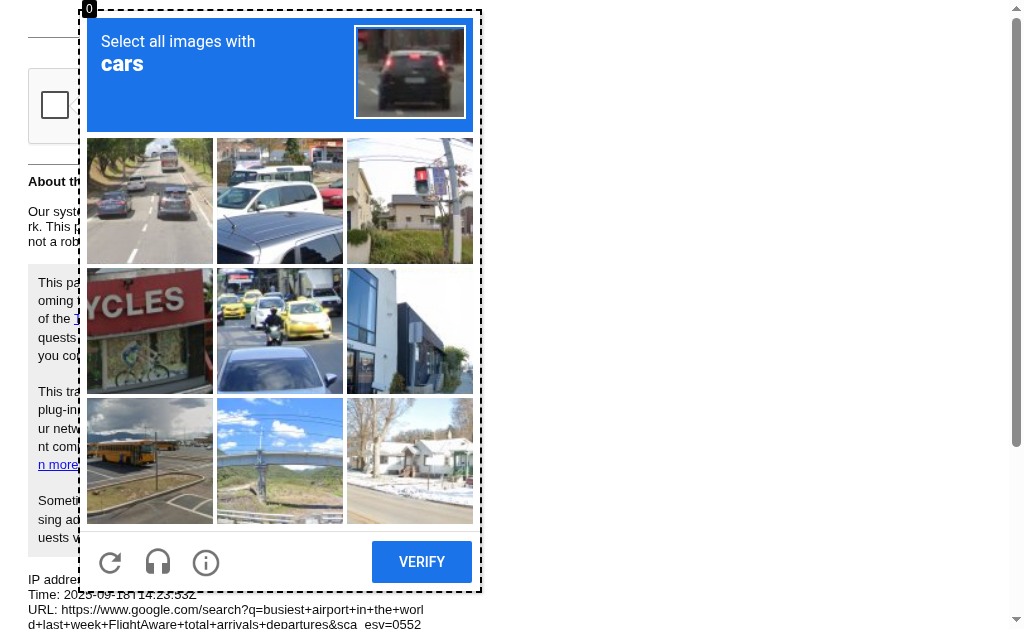 0
Select all images with
cars
About th
Our syst
rk. This p
not a rob
This pa
oming
of the T
quests
you co
This tra
plug-in
ur netw
nt com
n more
Someti
sing ad
uests v
YCLES
VERIFY
IP addre
Time: 2025-09-18T14:23:53Z
URL: https://www.google.com/search?q=busiest+airport+in+the+worl
d+last+week+FlightAware+total+arrivals+departures&sca_esv=0552